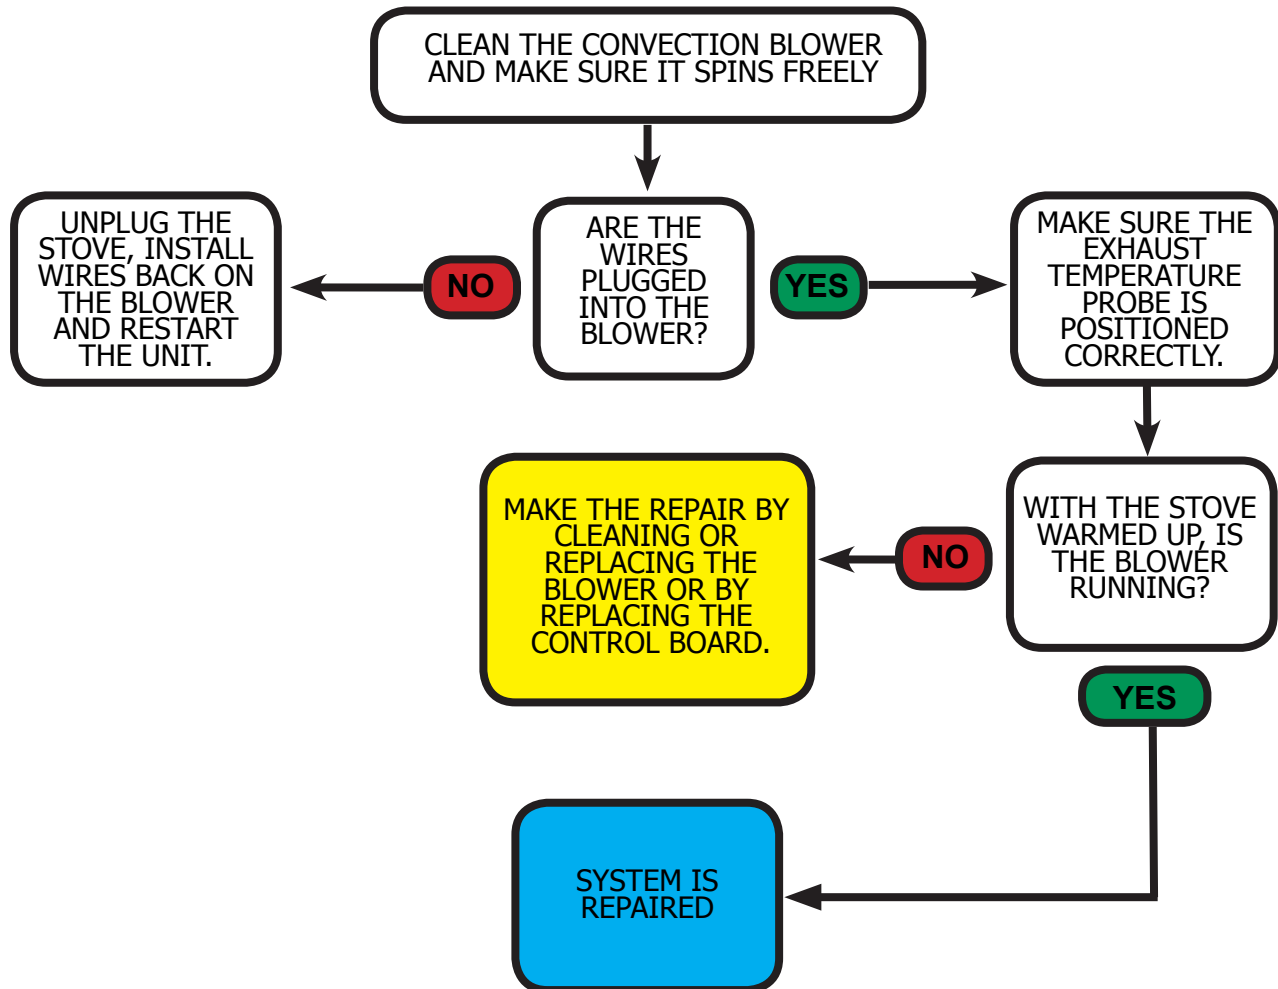 CLEAN THE CONVECTION BLOWER
AND MAKE SURE IT SPINS FREELY
UNPLUG THE
STOVE, INSTALL
WIRES BACK ON
THE BLOWER
AND RESTART
THE UNIT.
NO
ARE THE
WIRES
PLUGGED
INTO THE
BLOWER?
YES
MAKE SURE THE
EXHAUST
TEMPERATURE
PROBE IS
POSITIONED
CORRECTLY.
MAKE THE REPAIR BY
CLEANING OR
REPLACING THE
BLOWER OR BY
REPLACING THE
CONTROL BOARD.
NO
WITH THE STOVE
WARMED UP, IS
THE BLOWER
RUNNING?
YES
SYSTEM IS
REPAIRED